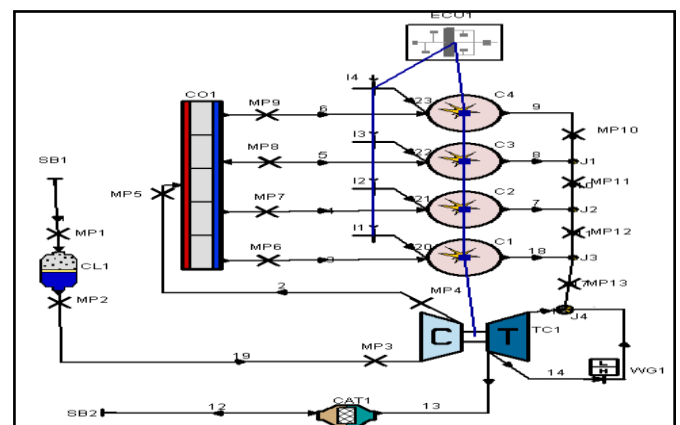 ECU1
I4
CO1
MP9
6
23
C4
9
MP10
I3
C3
SB1
MP8
5
22
8
J1
MP5
I2
C2
MP11
MP7
4
21
7
J2
MP1
I1
C1
MP12
CL1
MP6
3
20
18
J3
MP2
2
MP4
MP13
J4
C
T
TC1
MP3
19
14
L
H
WG1
CAT1
SB2
12
13